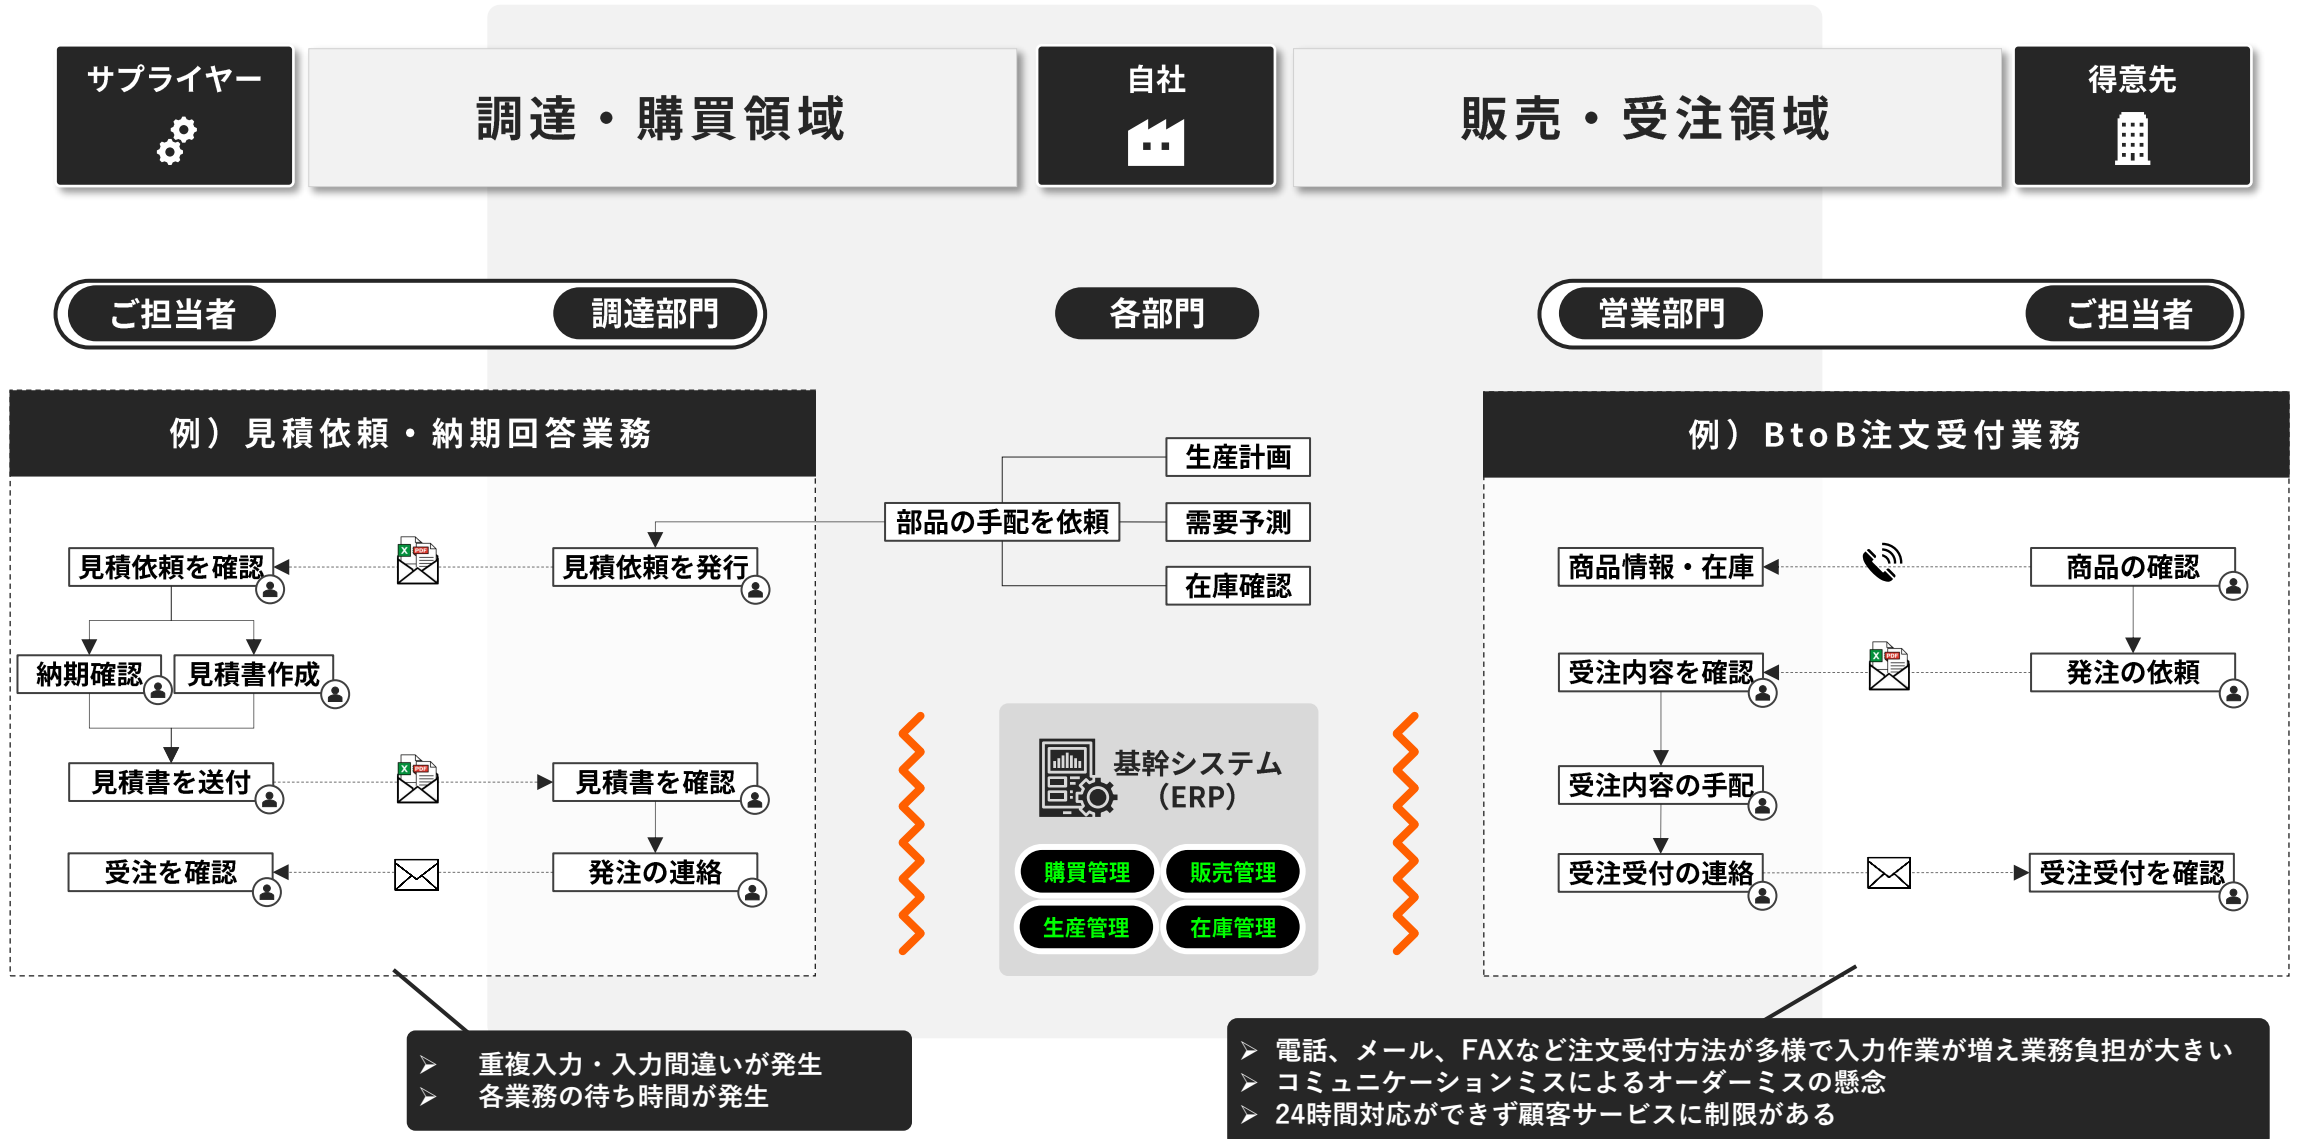 サプライヤー
調達・購買領域
自社
販売・受注領域
得意先
ご担当者
調達部門
各部門
営業部門
ご担当者
例）見積依頼・納期回答業務
見積依頼を確認
X
PDF
見積依頼を発行
納期確認
見積書作成
見積書を送付
X
PDF
見積書を確認
受注を確認
発注の連絡
部品の手配を依頼
生産計画
需要予測
在庫確認
基幹システム
（ERP）
購買管理
販売管理
生産管理
在庫管理
例）BtoB注文受付業務
商品情報・在庫
商品の確認
受注内容を確認
X
PDF
発注の依頼
受注内容の手配
受注受付の連絡
受注受付を確認
重複入力・入力間違いが発生
各業務の待ち時間が発生
電話、メール、FAXなど注文受付方法が多様で入力作業が増え業務負担が大きい
コミュニケーションミスによるオーダーミスの懸念
24時間対応ができず顧客サービスに制限がある